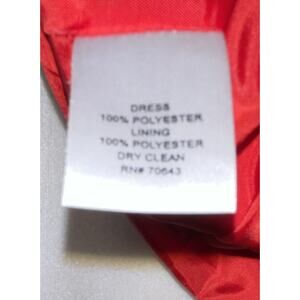 DRESS
100% POLYESTER
LINING
100% POLYESTER
DRY CLEAN
RN# 70643